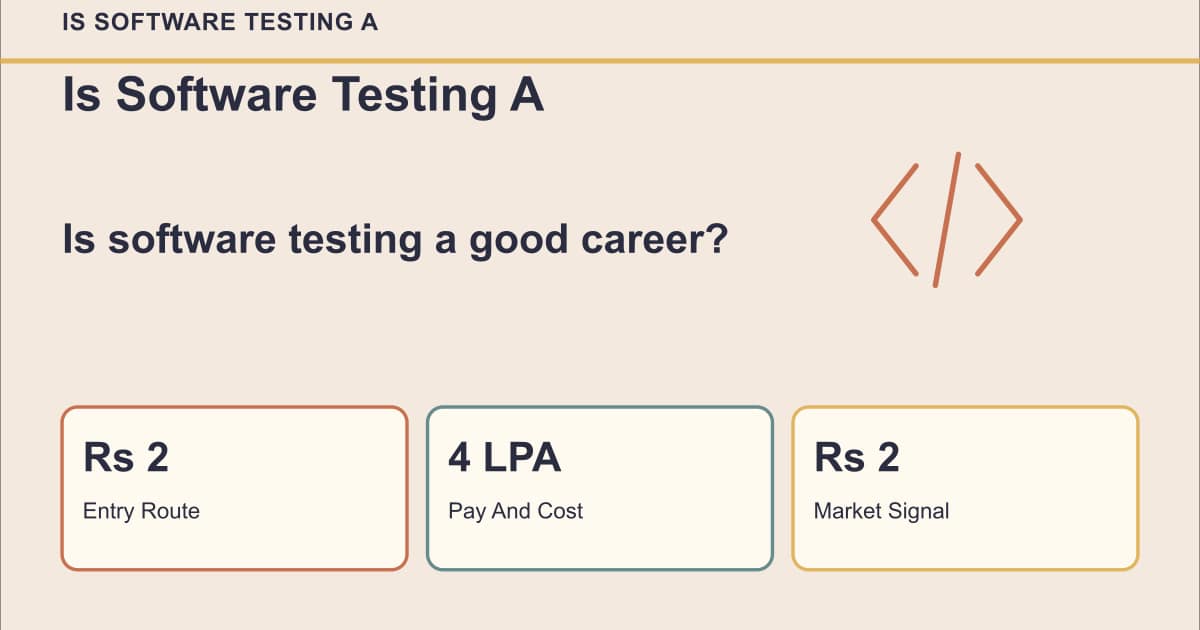 IS SOFTWARE TESTING A
Is Software Testing A
Is software testing a good career?
Rs 2
Entry Route
4 LPA
Pay And Cost
Rs 2
Market Signal